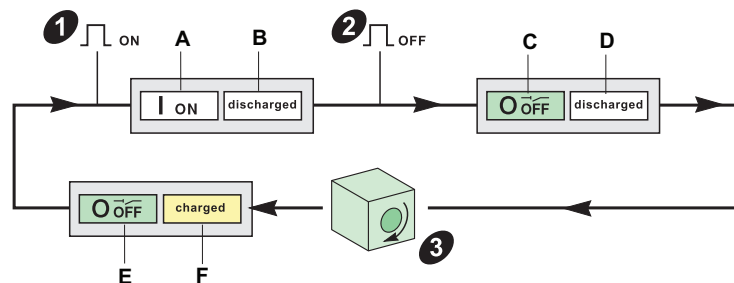 1 ON
A
B
2 OFF
C
D
I ON
discharged
O OFF
discharged
O OFF
charged
3
E
F